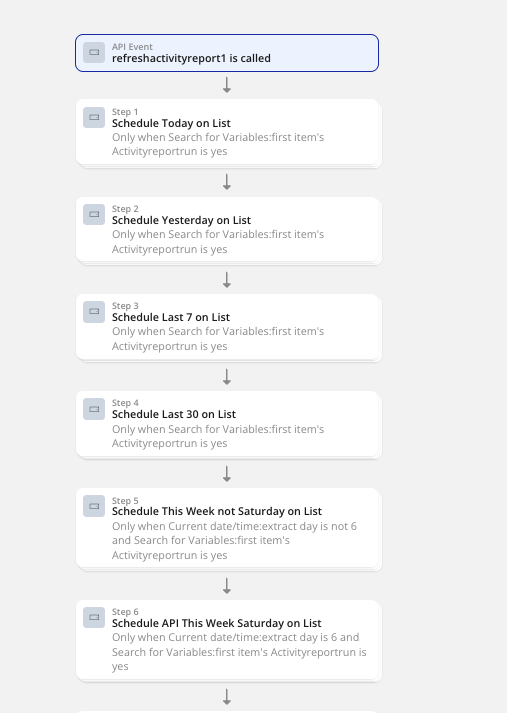 API Event
refreshactivityreport1 is called
Step 1
Schedule Today on List
Only when Search for Variables:first item's
Activityreportrun is yes
Step 2
Schedule Yesterday on List
Only when Search for Variables:first item's
Activityreportrun is yes
Step 3
Schedule Last 7 on List
Only when Search for Variables:first item's
Activityreportrun is yes
Step 4
Schedule Last 30 on List
Only when Search for Variables:first item's
Activityreportrun is yes
Step 5
Schedule This Week not Saturday on List
Only when Current date/time:extract day is not 6
and Search for Variables:first item's
Activityreportrun is yes
Step 6
Schedule API This Week Saturday on List
Only when Current date/time:extract day is 6 and
Search for Variables:first item's Activityreportrun is
yes